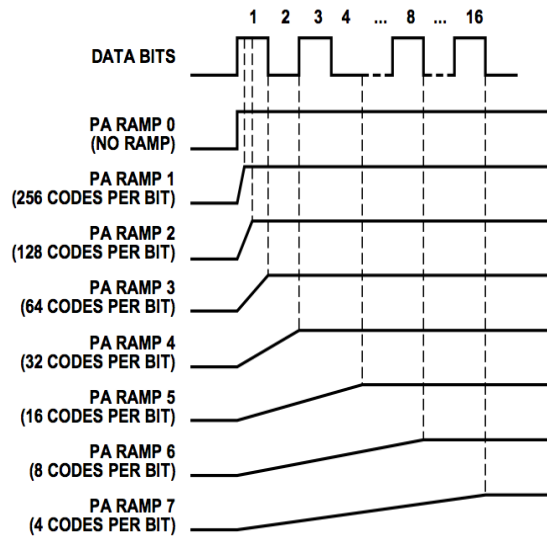 1 2 3 4 ... 8 ... 16
DATA BITS
PA RAMP 0
(NO RAMP)
PA RAMP 1
(256 CODES PER BIT)
PA RAMP 2
(128 CODES PER BIT)
PA RAMP 3
(64 CODES PER BIT)
PA RAMP 4
(32 CODES PER BIT)
PA RAMP 5
(16 CODES PER BIT)
PA RAMP 6
(8 CODES PER BIT)
PA RAMP 7
(4 CODES PER BIT)